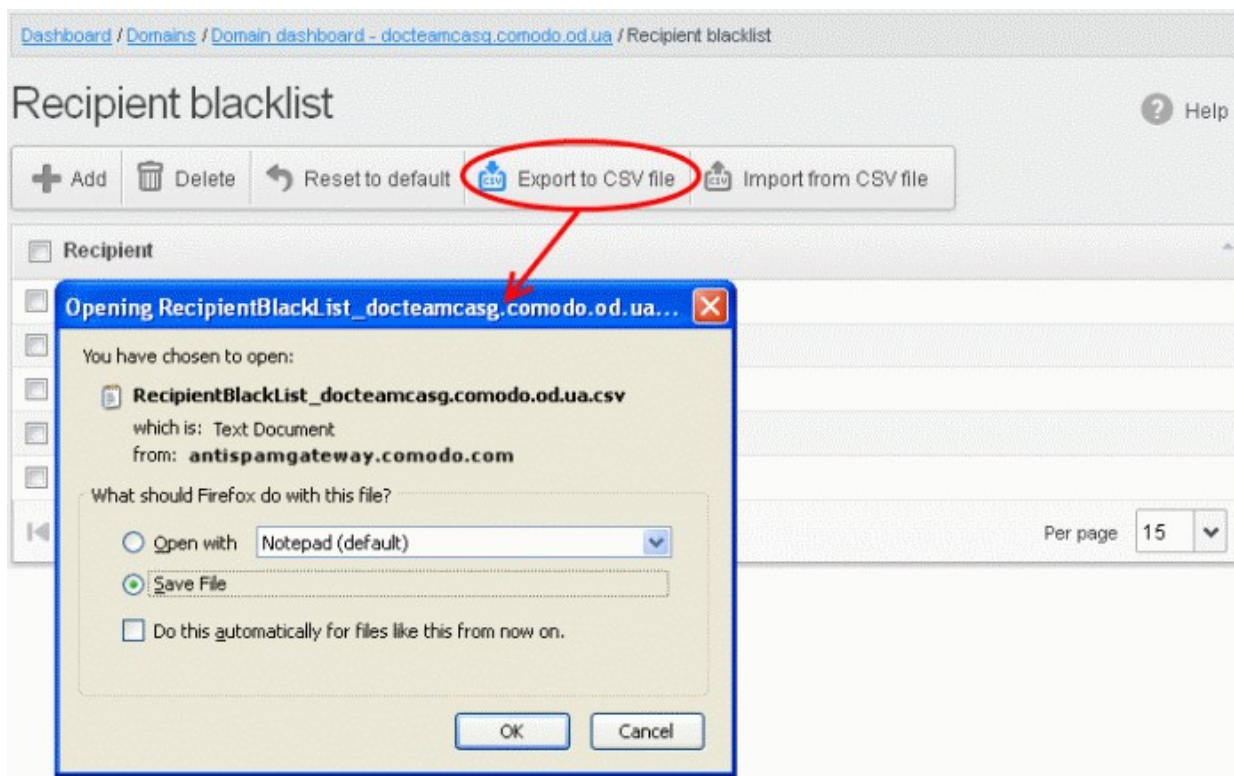 Dashboard / Domains / Domain dashboard - docteamcasg.comodo.od.ua / Recipient blacklist
Recipient blacklist
Help
Add Delete Reset to default Export to CSV file Import from CSV file
Recipient
Opening RecipientBlackList_docteamcasg.comodo.od.ua...
You have chosen to open:
RecipientBlackList_docteamcasg.comodo.od.ua.csv
which is: Text Document
from: antispamgateway.comodo.com
What should Firefox do with this file?
Open with Notepad (default)
Save File
Do this automatically for files like this from now on.
OK Cancel
Per page 15